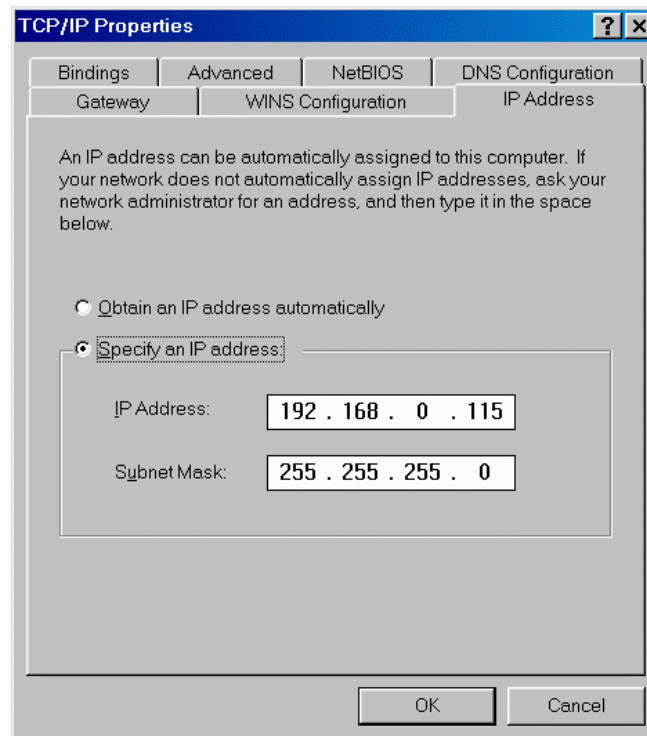 TCP/IP Properties
? ×
Bindings Advanced NetBIOS DNS Configuration
Gateway WINS Configuration IP Address
An IP address can be automatically assigned to this computer. If
your network does not automatically assign IP addresses, ask your
network administrator for an address, and then type it in the space
below.
Obtain an IP address automatically
Specify an IP address:
IP Address: 192 . 168 . 0 . 115
Subnet Mask: 255 . 255 . 255 . 0
OK Cancel